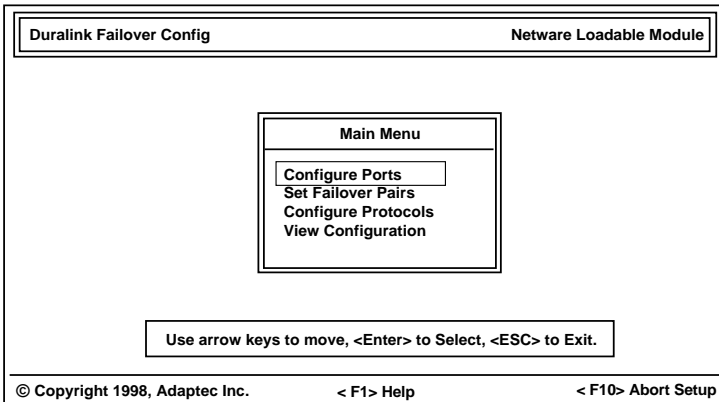 Duralink Failover Config Netware Loadable Module
Main Menu
Configure Ports
Set Failover Pairs
Configure Protocols
View Configuration
Use arrow keys to move, <Enter> to Select, <ESC> to Exit.
© Copyright 1998, Adaptec Inc. < F1> Help < F10> Abort Setup